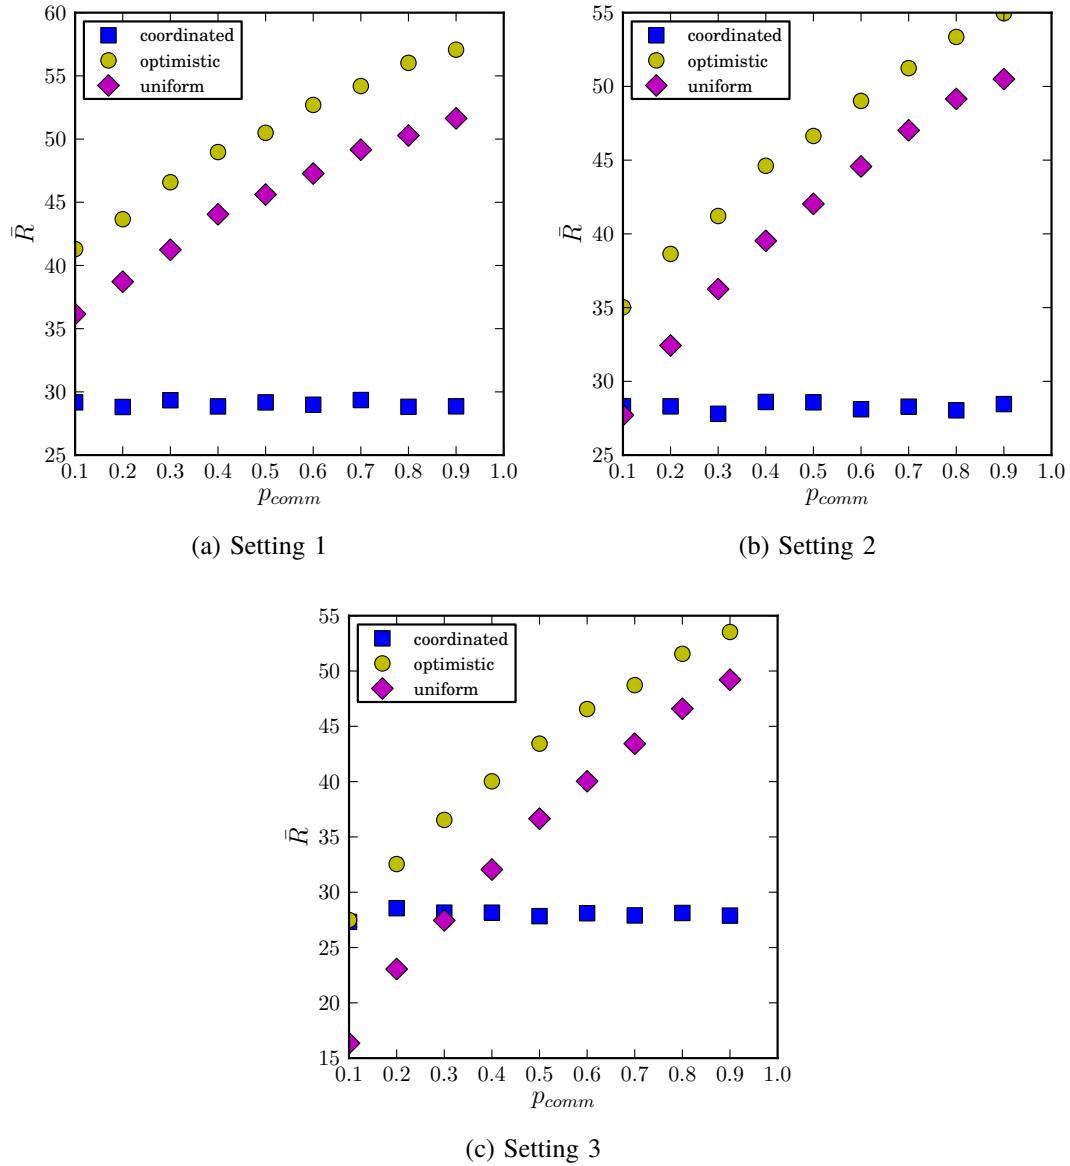 60
55
50
45
40
35
30
25
R̄
coordinated
optimistic
uniform
0.1 0.2 0.3 0.4 0.5 0.6 0.7 0.8 0.9 1.0
p_comm
(a) Setting 1
55
50
45
40
35
30
25
R̄
coordinated
optimistic
uniform
0.1 0.2 0.3 0.4 0.5 0.6 0.7 0.8 0.9 1.0
p_comm
(b) Setting 2
55
50
45
40
35
30
25
20
15
R̄
coordinated
optimistic
uniform
0.1 0.2 0.3 0.4 0.5 0.6 0.7 0.8 0.9 1.0
p_comm
(c) Setting 3